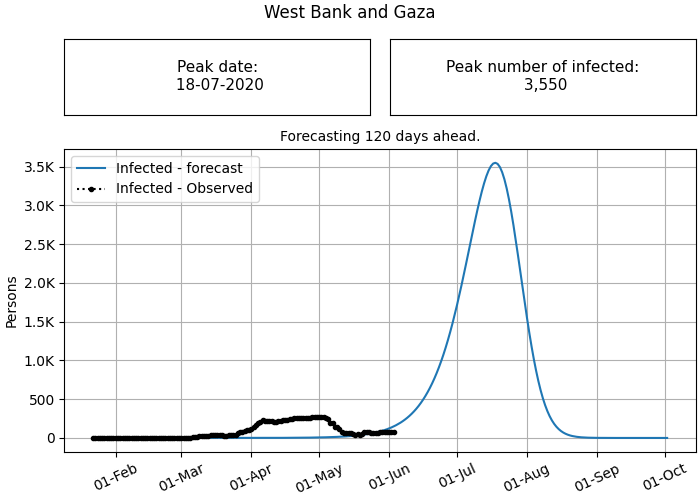 West Bank and Gaza
Peak date:
18-07-2020
Peak number of infected:
3,550
Forecasting 120 days ahead.
Infected - forecast
Infected - Observed
3.5K
3.0K
2.5K
2.0K
1.5K
1.0K
500
0
Persons
01-Feb
01-Mar
01-Apr
01-May
01-Jun
01-Jul
01-Aug
01-Sep
01-Oct